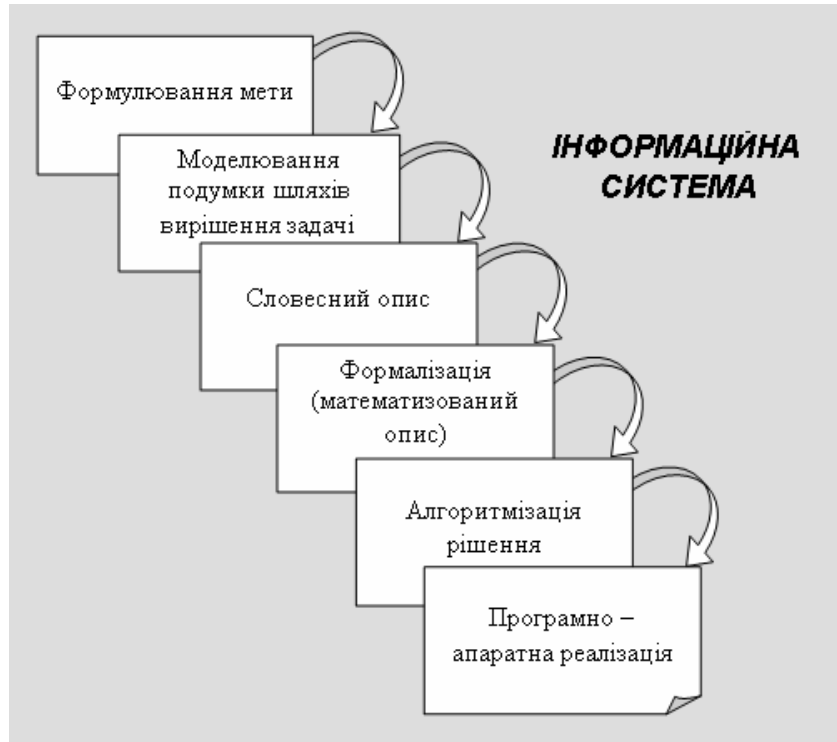 Формулювання мети
ІНФОРМАЦІЙНА
СИСТЕМА
Моделювання
подумки шляхів
вирішення задачі
Словесний опис
Формалізація
(математизований
опис)
Алгоритмізація
рішення
Програмно –
апаратна реалізація